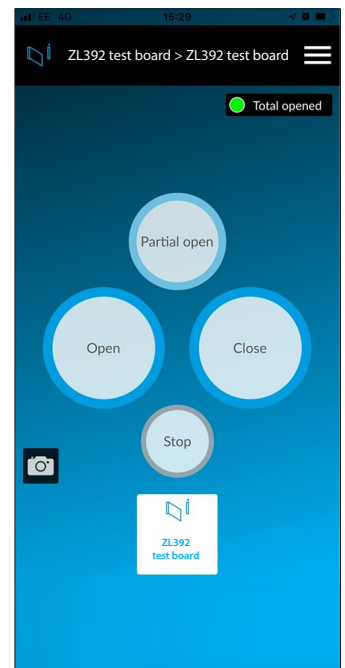 EE 4G 15:29
ZL392 test board > ZL392 test board
Total opened
Partial open
Open Close
Stop
ZL392
test board